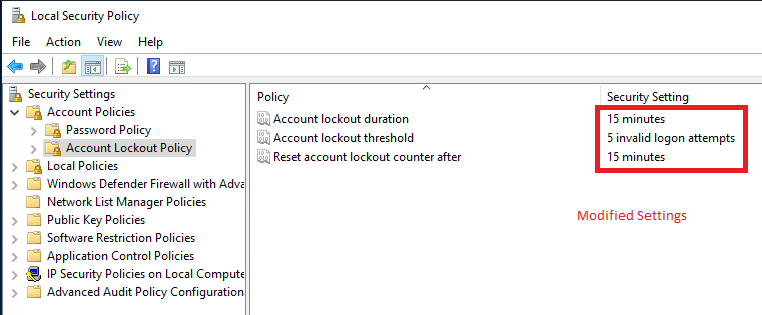 Local Security Policy
File Action View Help
Security Settings
Account Policies
Password Policy
Account Lockout Policy
Local Policies
Windows Defender Firewall with Adva
Network List Manager Policies
Public Key Policies
Software Restriction Policies
Application Control Policies
IP Security Policies on Local Compute
Advanced Audit Policy Configuration
Policy Security Setting
Account lockout duration 15 minutes
Account lockout threshold 5 invalid logon attempts
Reset account lockout counter after 15 minutes
Modified Settings